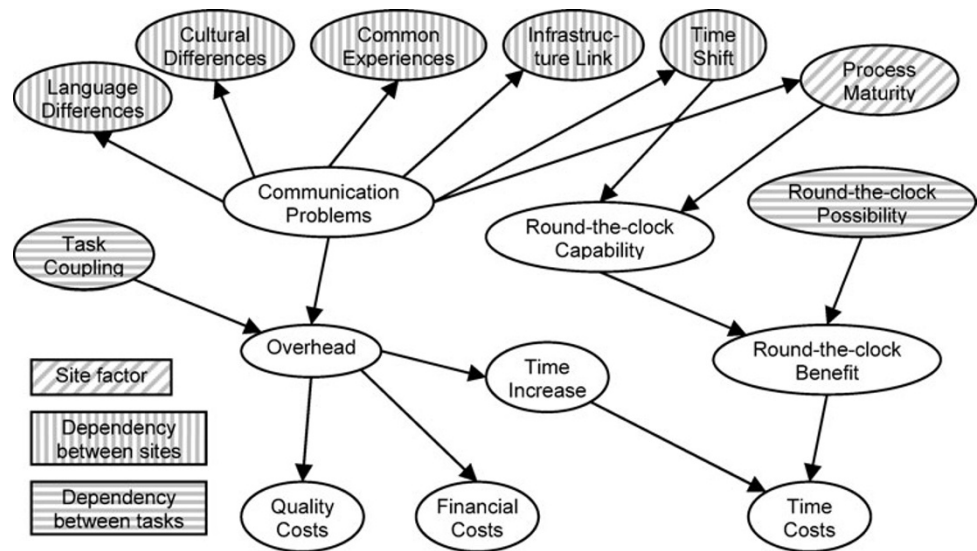 Language
Differences
Cultural
Differences
Common
Experiences
Infrastruc-
ture Link
Time
Shift
Process
Maturity
Communication
Problems
Round-the-clock
Capability
Round-the-clock
Possibility
Task
Coupling
Overhead
Time
Increase
Round-the-clock
Benefit
Site factor
Dependency
between sites
Dependency
between tasks
Quality
Costs
Financial
Costs
Time
Costs